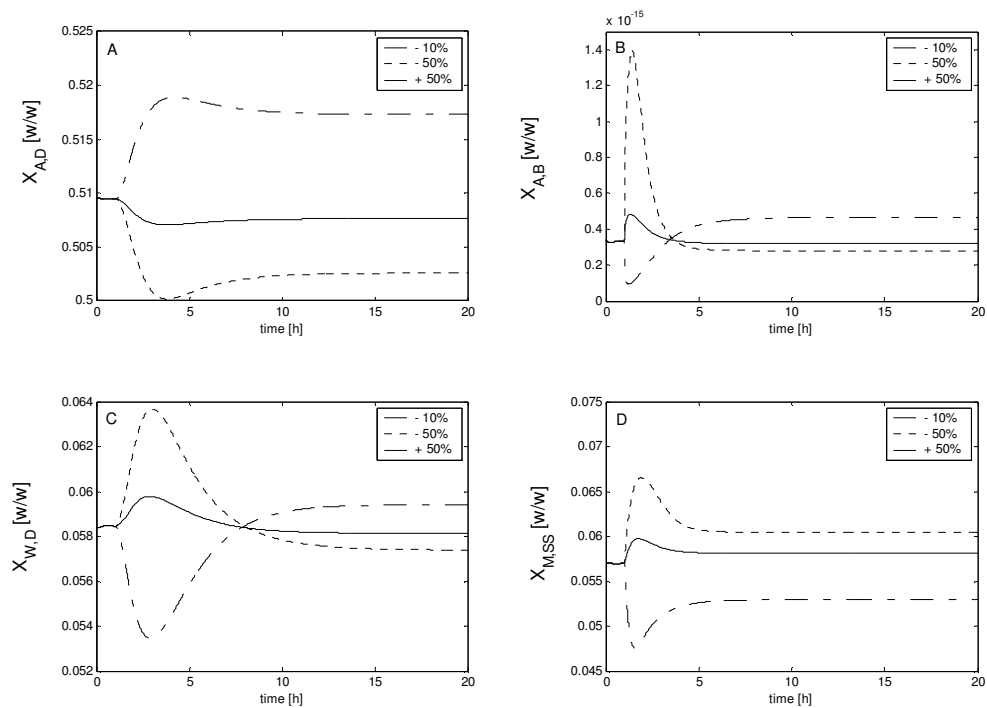 A
0.525
0.52
0.515
0.51
0.505
0.5
0 5 10 15 20
time [h]
X_A,D [w/w]
- 10%
- 50%
+ 50%
x 10^-15
B
1.4
1.2
1
0.8
0.6
0.4
0.2
0
0 5 10 15 20
time [h]
X_A,B [w/w]
- 10%
- 50%
+ 50%
C
0.064
0.062
0.06
0.058
0.056
0.054
0.052
0 5 10 15 20
time [h]
X_W,D [w/w]
- 10%
- 50%
+ 50%
D
0.075
0.07
0.065
0.06
0.055
0.05
0.045
0 5 10 15 20
time [h]
X_M,SS [w/w]
- 10%
- 50%
+ 50%